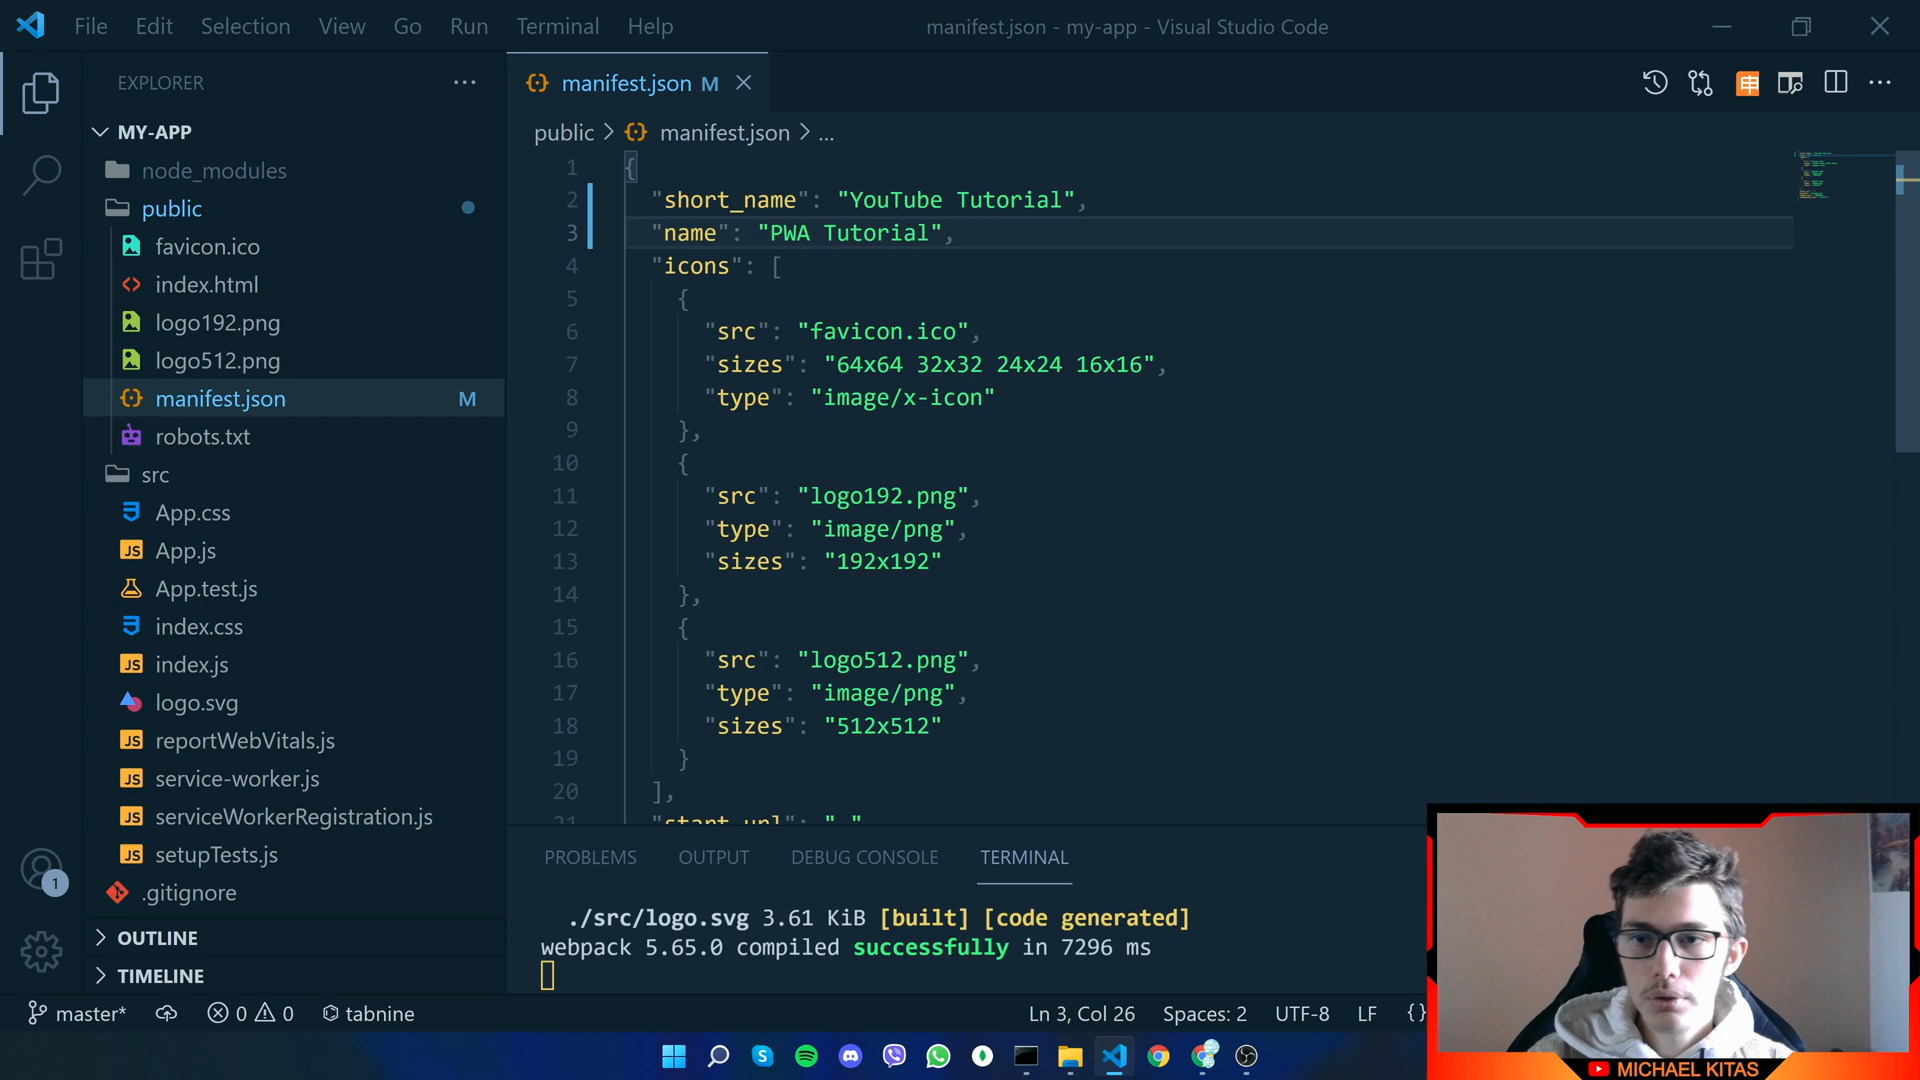 File Edit Selection View Go Run Terminal Help
manifest.json - my-app - Visual Studio Code
EXPLORER
MY-APP
node_modules
public
favicon.ico
index.html
logo192.png
logo512.png
manifest.json M
robots.txt
src
App.css
JS App.js
App.test.js
index.css
JS index.js
logo.svg
JS reportWebVitals.js
JS service-worker.js
JS serviceWorkerRegistration.js
JS setupTests.js
.gitignore
OUTLINE
TIMELINE
1
manifest.json M
public > manifest.json > ...
1 {
2 "short_name": "YouTube Tutorial",
3 "name": "PWA Tutorial",
4 "icons": [
5 {
6 "src": "favicon.ico",
7 "sizes": "64x64 32x32 24x24 16x16",
8 "type": "image/x-icon"
9 },
10 {
11 "src": "logo192.png",
12 "type": "image/png",
13 "sizes": "192x192"
14 },
15 {
16 "src": "logo512.png",
17 "type": "image/png",
18 "sizes": "512x512"
19 }
20 ],
21 "start_url": "."
PROBLEMS OUTPUT DEBUG CONSOLE TERMINAL
./src/logo.svg 3.61 KiB [built] [code generated]
webpack 5.65.0 compiled successfully in 7296 ms
master* 0 0 tabnine
Ln 3, Col 26 Spaces: 2 UTF-8 LF {}
MICHAEL KITAS